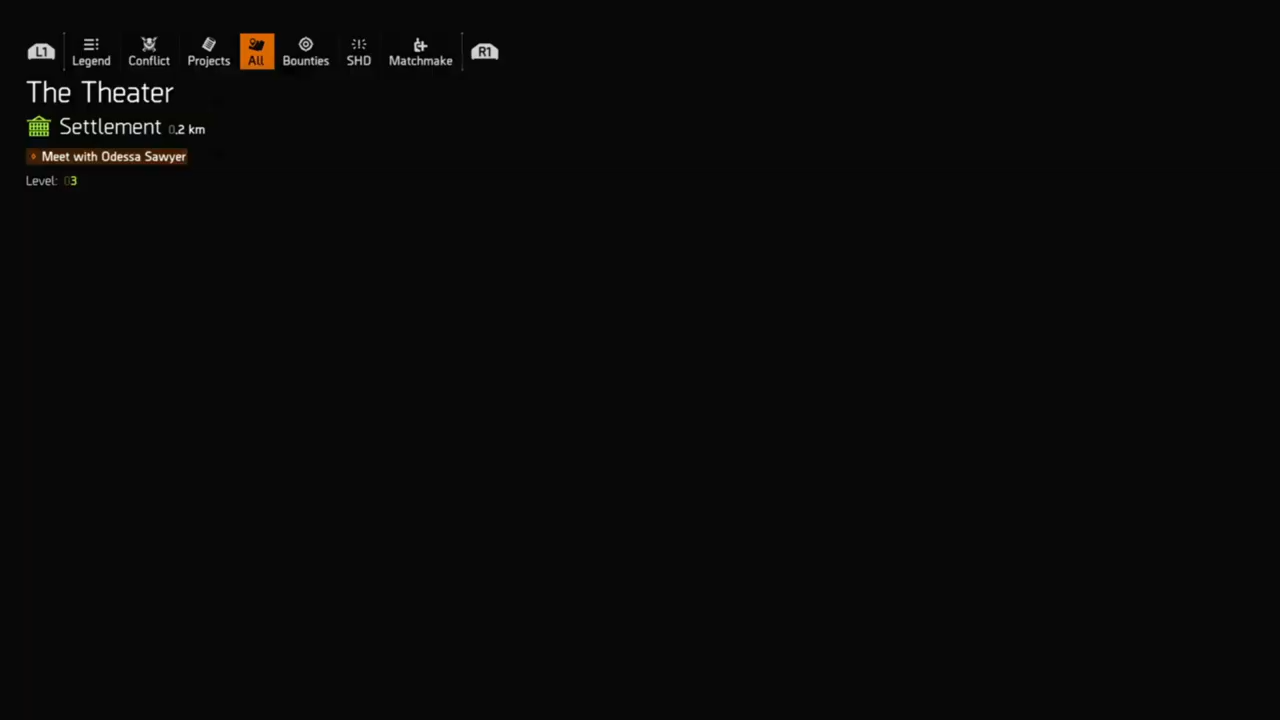 L1 Legend Conflict Projects All Bounties SHD Matchmake R1
The Theater
Settlement 0.2 km
Meet with Odessa Sawyer
Level: 03